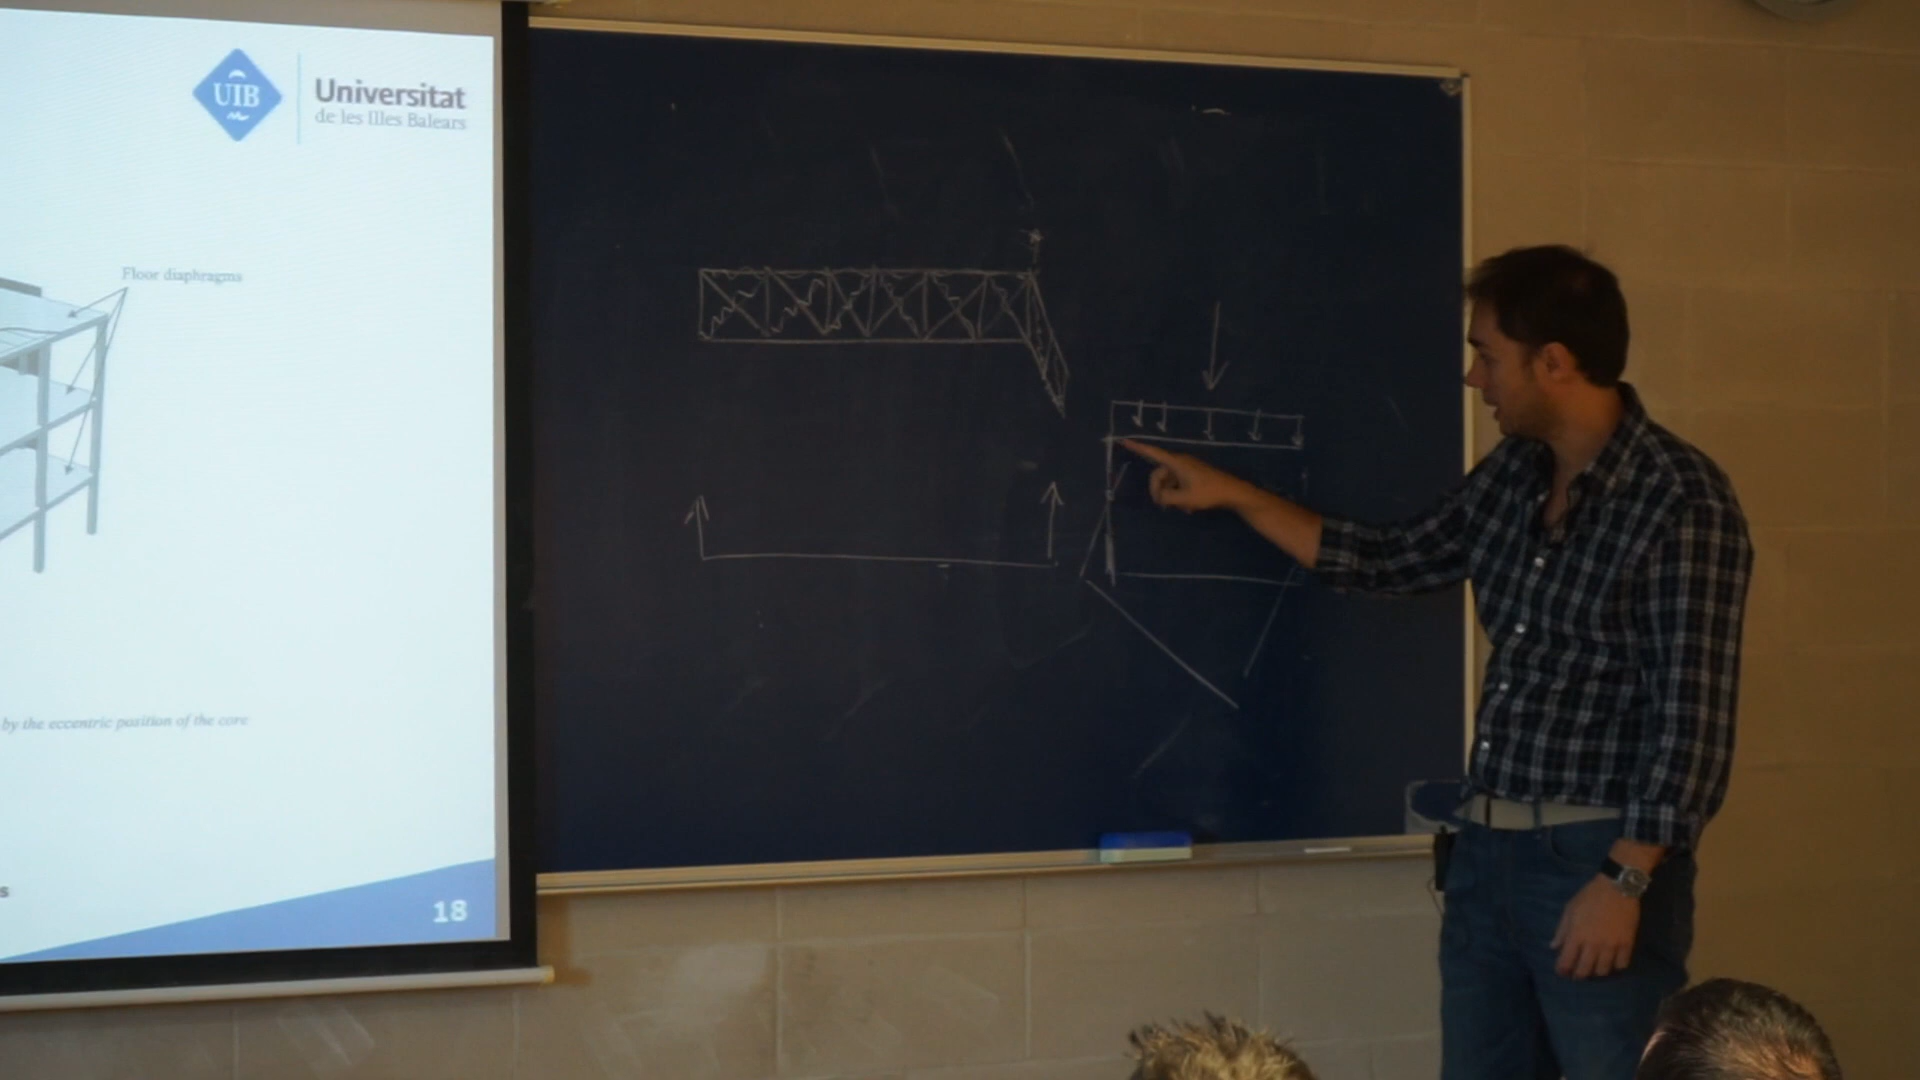 UIB
Universitat
de les Illes Balears
Floor diaphragms
by the eccentric position of the core
s
18